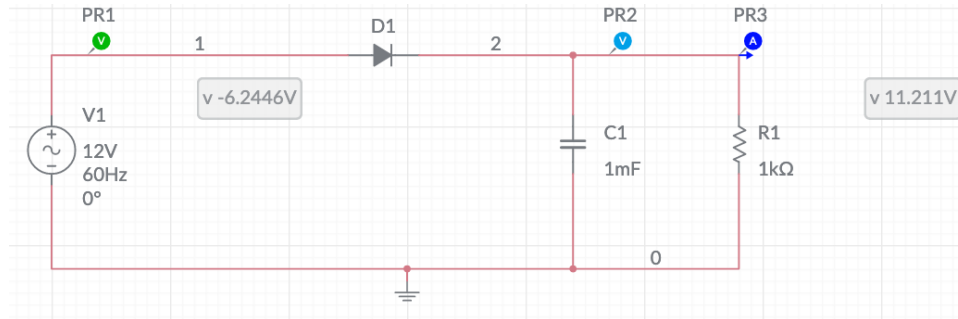 PR1
V
1
D1
2
PR2
V
PR3
A
v -6.2446V
v 11.211V
V1
12V
60Hz
0°
C1
1mF
R1
1kΩ
0